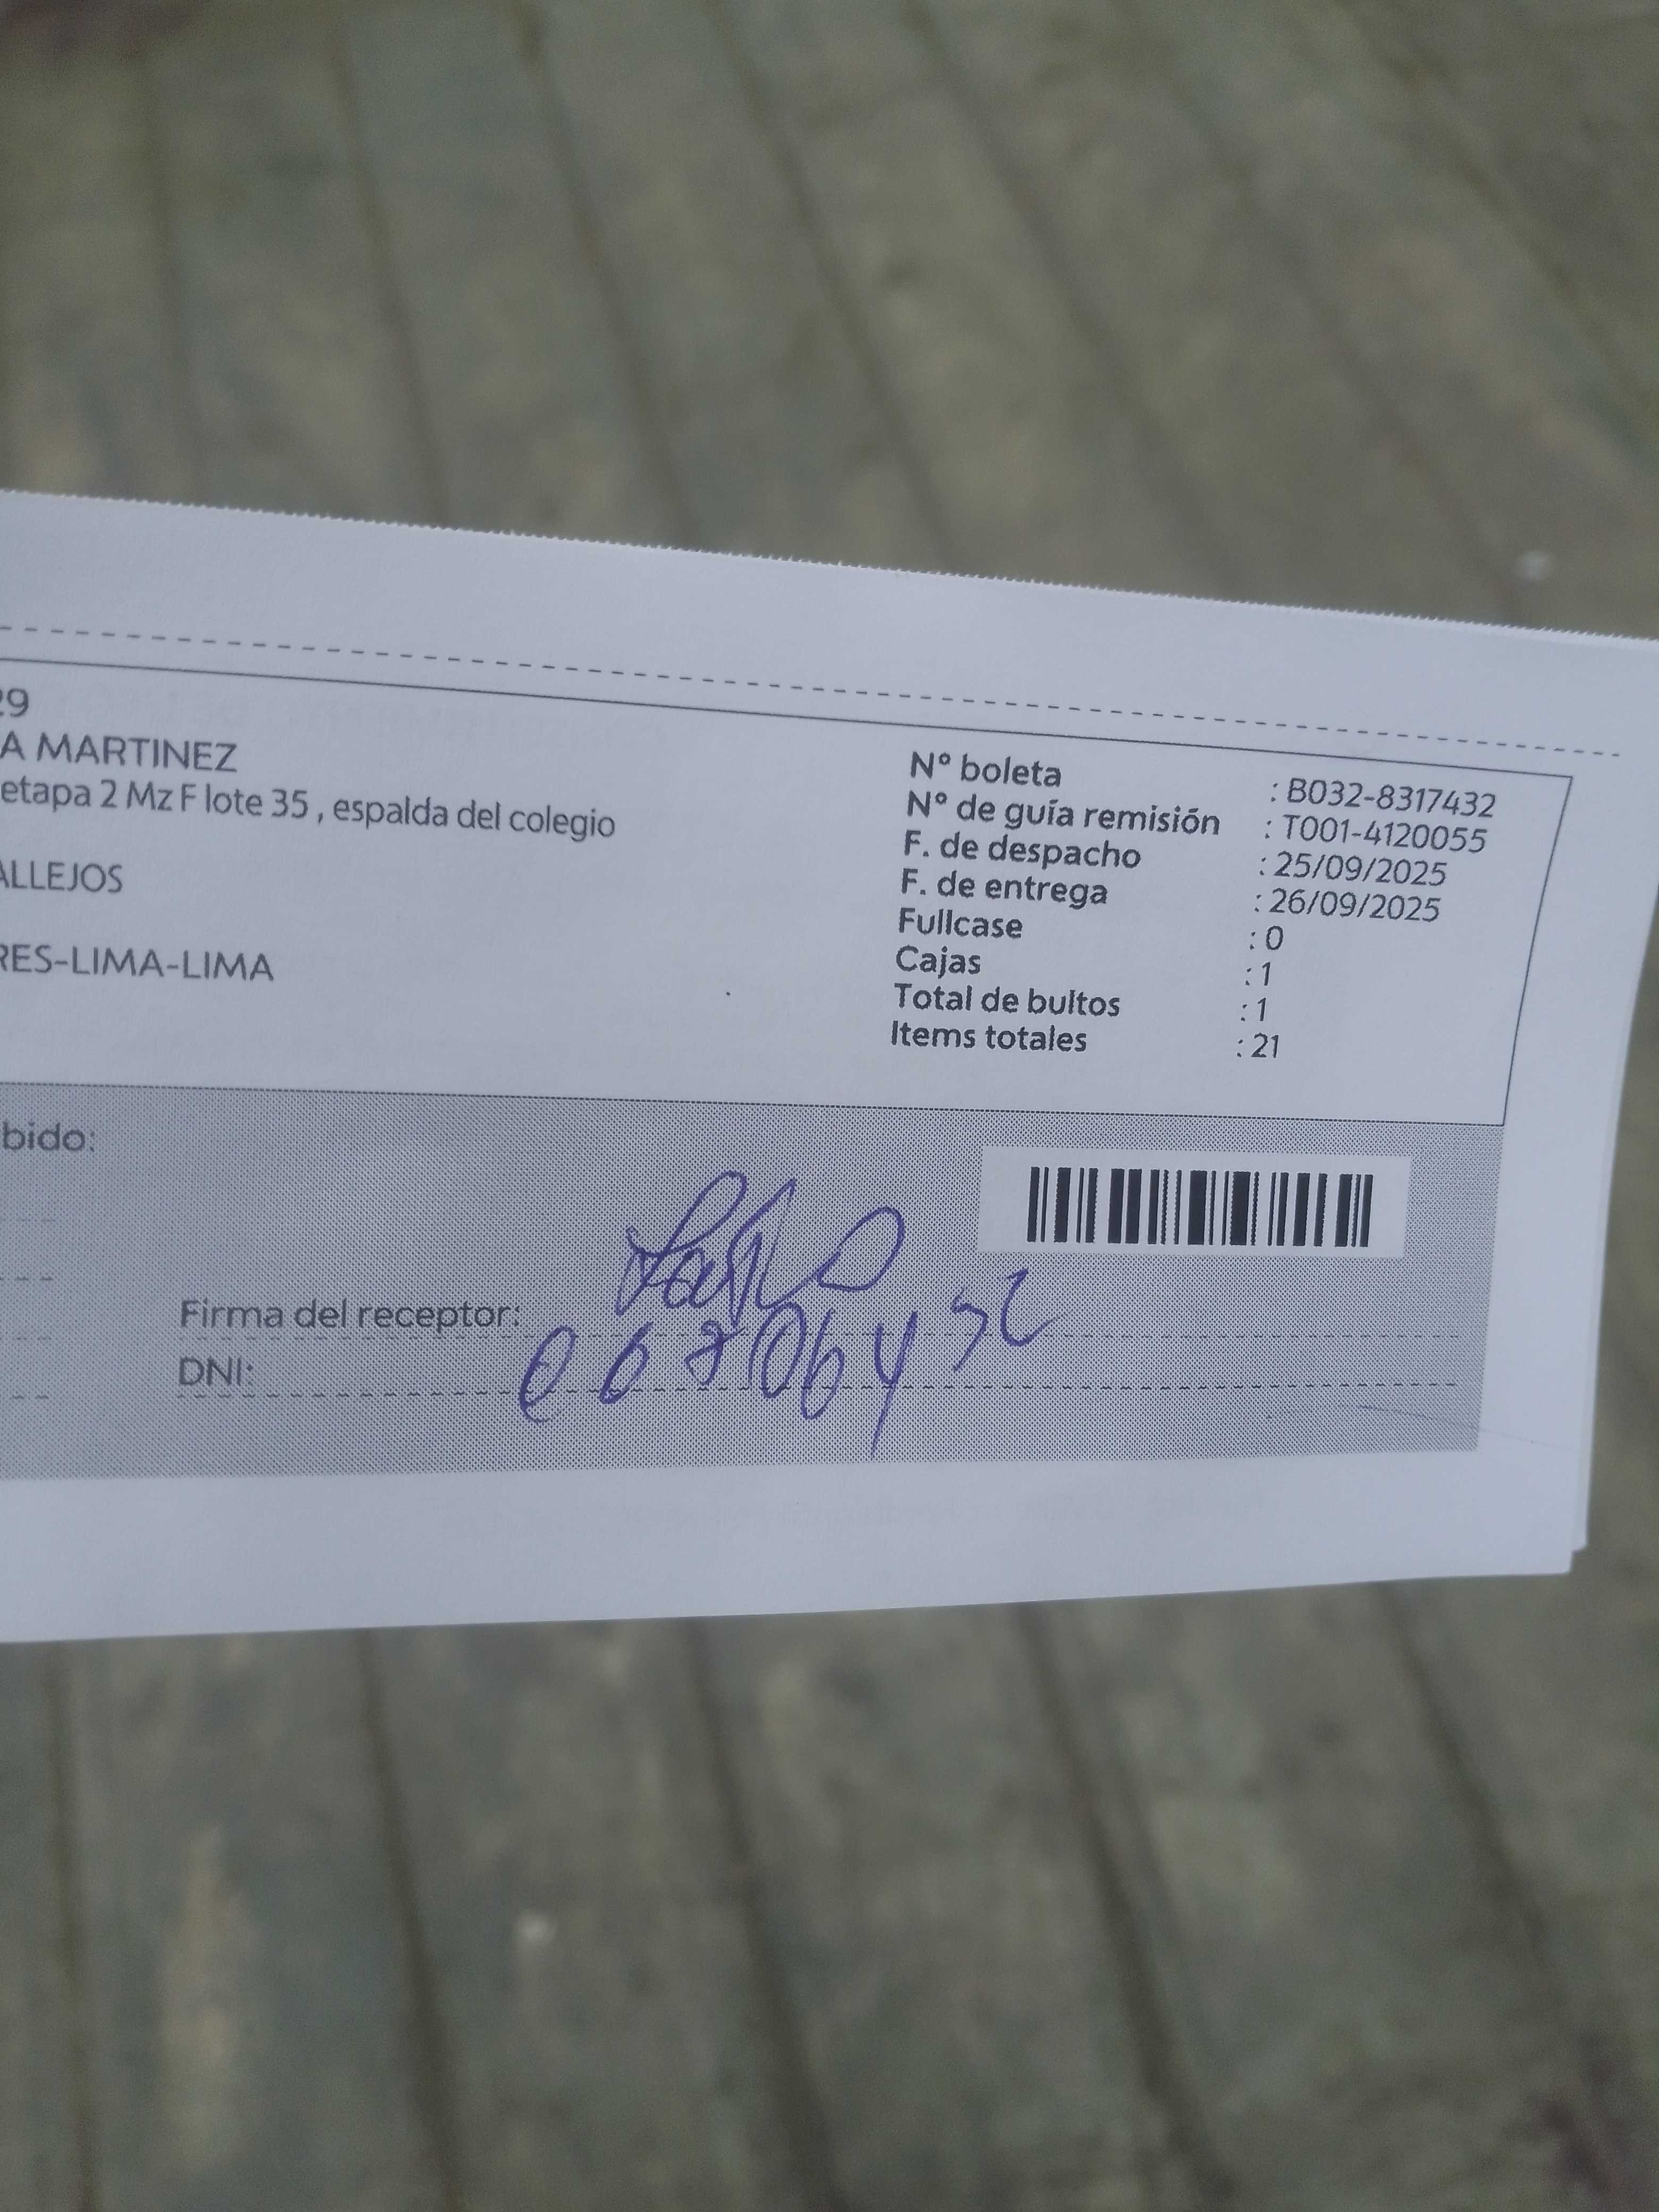 29
A MARTINEZ
etapa 2 Mz F lote 35 , espalda del colegio
ALLEJOS
RES-LIMA-LIMA
N° boleta : B032-8317432
N° de guía remisión : T001-4120055
F. de despacho : 25/09/2025
F. de entrega : 26/09/2025
Fullcase : 0
Cajas : 1
Total de bultos : 1
Items totales : 21
bido:
Firma del receptor:
DNI: